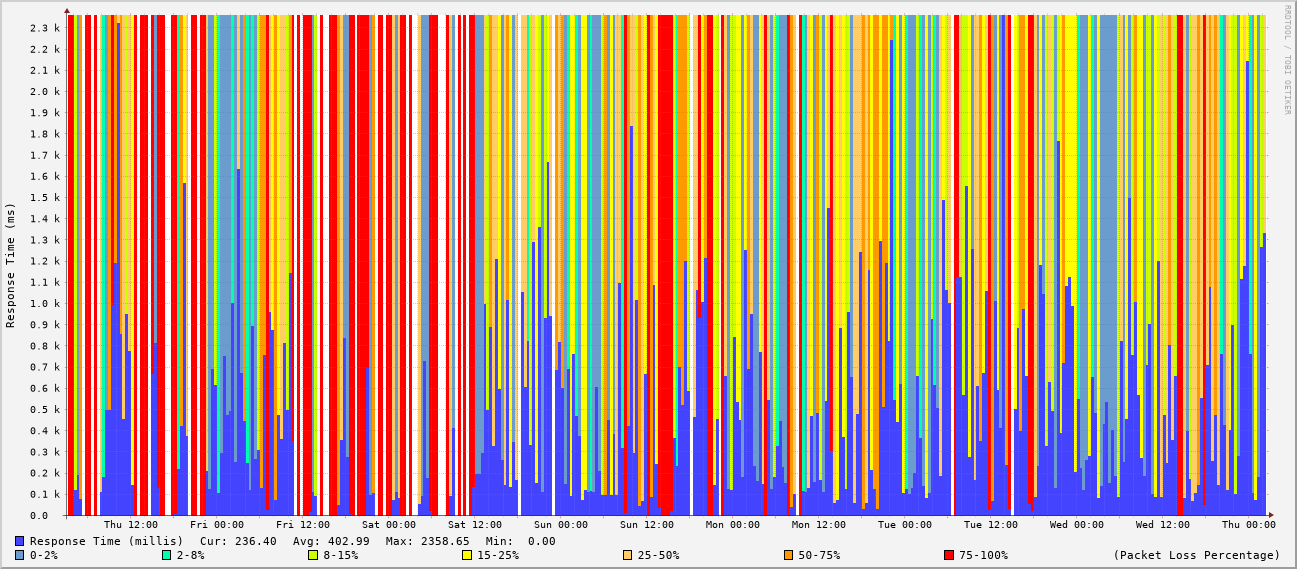 RRDTOOL / TOBI OETIKER
Response Time (ms)
2.3 k
2.2 k
2.1 k
2.0 k
1.9 k
1.8 k
1.7 k
1.6 k
1.5 k
1.4 k
1.3 k
1.2 k
1.1 k
1.0 k
0.9 k
0.8 k
0.7 k
0.6 k
0.5 k
0.4 k
0.3 k
0.2 k
0.1 k
0.0
Thu 12:00 Fri 00:00 Fri 12:00 Sat 00:00 Sat 12:00 Sun 00:00 Sun 12:00 Mon 00:00 Mon 12:00 Tue 00:00 Tue 12:00 Wed 00:00 Wed 12:00 Thu 00:00
Response Time (millis) Cur: 236.40 Avg: 402.99 Max: 2358.65 Min: 0.00
0-2% 2-8% 8-15% 15-25% 25-50% 50-75% 75-100% (Packet Loss Percentage)